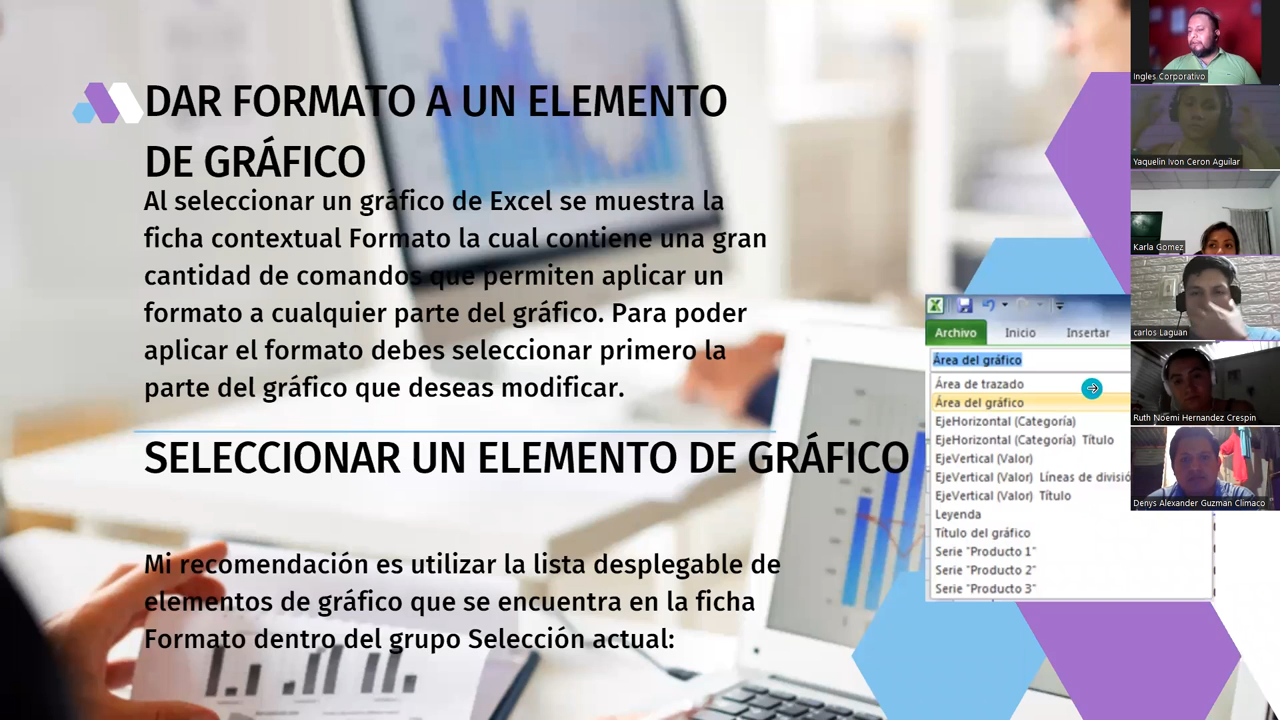 DAR FORMATO A UN ELEMENTO
DE GRÁFICO
Al seleccionar un gráfico de Excel se muestra la
ficha contextual Formato la cual contiene una gran
cantidad de comandos que permiten aplicar un
formato a cualquier parte del gráfico. Para poder
aplicar el formato debes seleccionar primero la
parte del gráfico que deseas modificar.
SELECCIONAR UN ELEMENTO DE GRÁFICO
Mi recomendación es utilizar la lista desplegable de
elementos de gráfico que se encuentra en la ficha
Formato dentro del grupo Selección actual:
Archivo Inicio Insertar
Área del gráfico
Área de trazado
Área del gráfico
EjeHorizontal (Categoría)
EjeHorizontal (Categoría) Título
EjeVertical (Valor)
EjeVertical (Valor) Líneas de divisió
EjeVertical (Valor) Título
Leyenda
Título del gráfico
Serie "Producto 1"
Serie "Producto 2"
Serie "Producto 3"
Ingles Corporativo
Yaquelin Ivon Ceron Aguilar
Karla Gomez
carlos Laguan
Ruth Noemi Hernandez Crespin
Denys Alexander Guzman Climaco